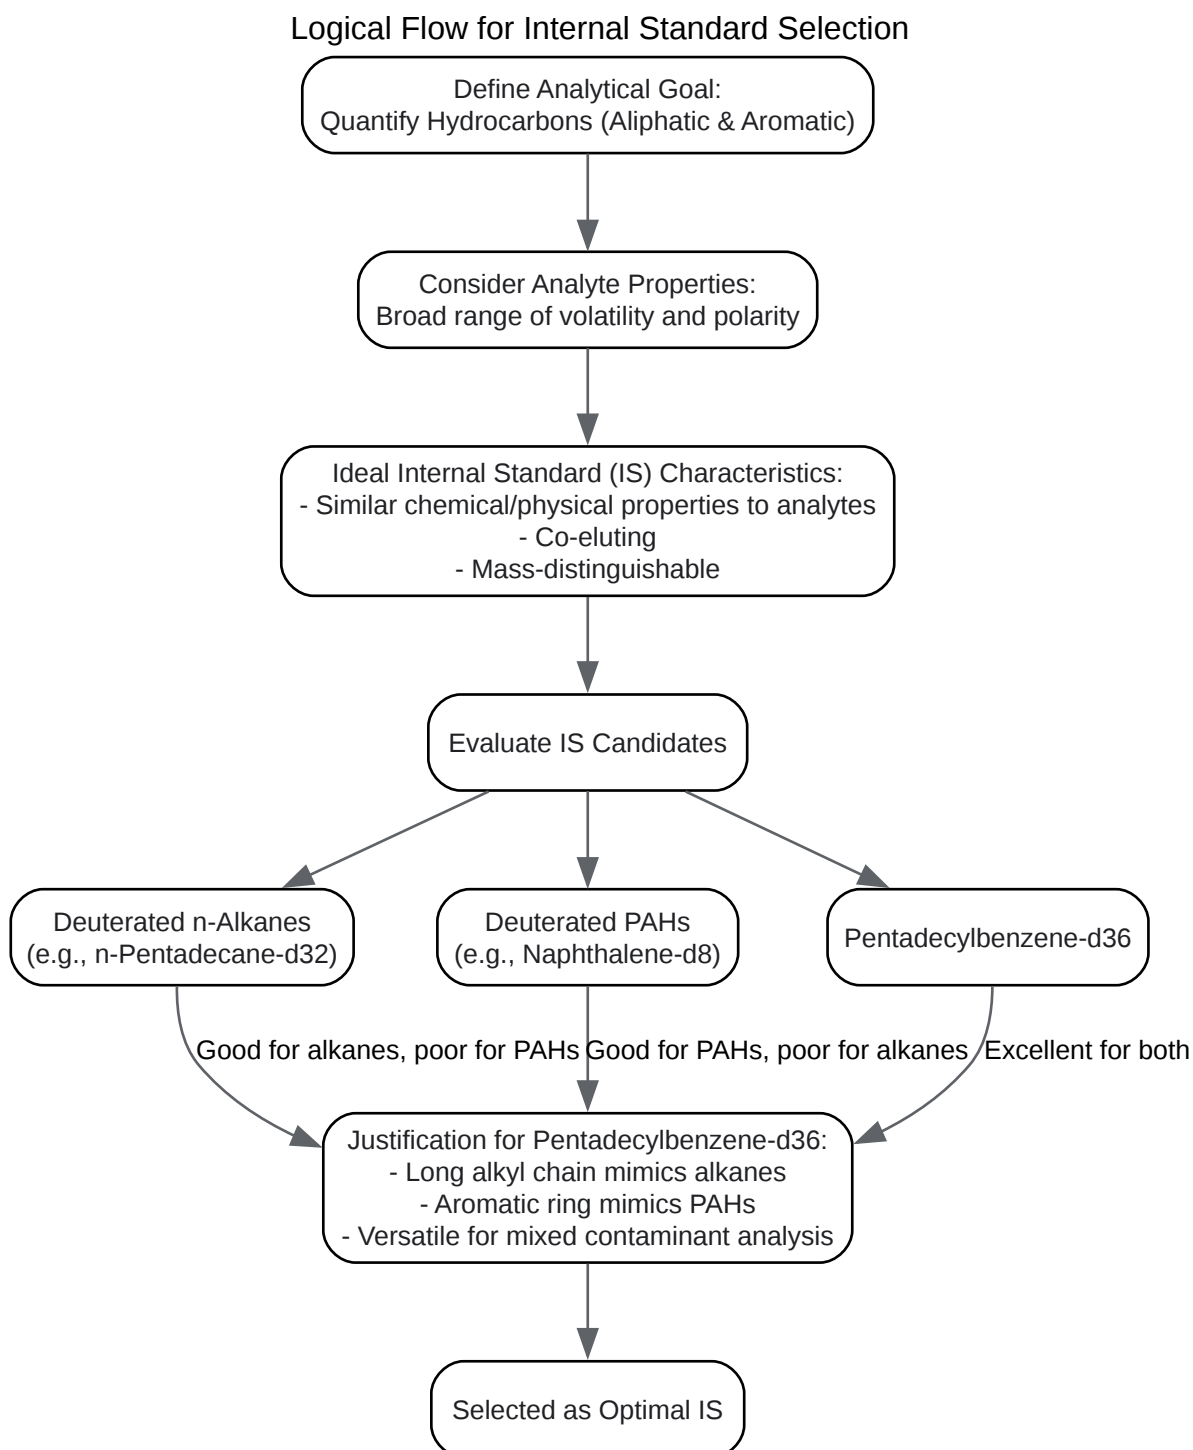 Logical Flow for Internal Standard Selection
Define Analytical Goal:
Quantify Hydrocarbons (Aliphatic & Aromatic)
Consider Analyte Properties:
Broad range of volatility and polarity
Ideal Internal Standard (IS) Characteristics:
- Similar chemical/physical properties to analytes
- Co-eluting
- Mass-distinguishable
Evaluate IS Candidates
Deuterated n-Alkanes
(e.g., n-Pentadecane-d32)
Deuterated PAHs
(e.g., Naphthalene-d8)
Pentadecylbenzene-d36
Good for alkanes, poor for PAHs
Good for PAHs, poor for alkanes
Excellent for both
Justification for Pentadecylbenzene-d36:
- Long alkyl chain mimics alkanes
- Aromatic ring mimics PAHs
- Versatile for mixed contaminant analysis
Selected as Optimal IS